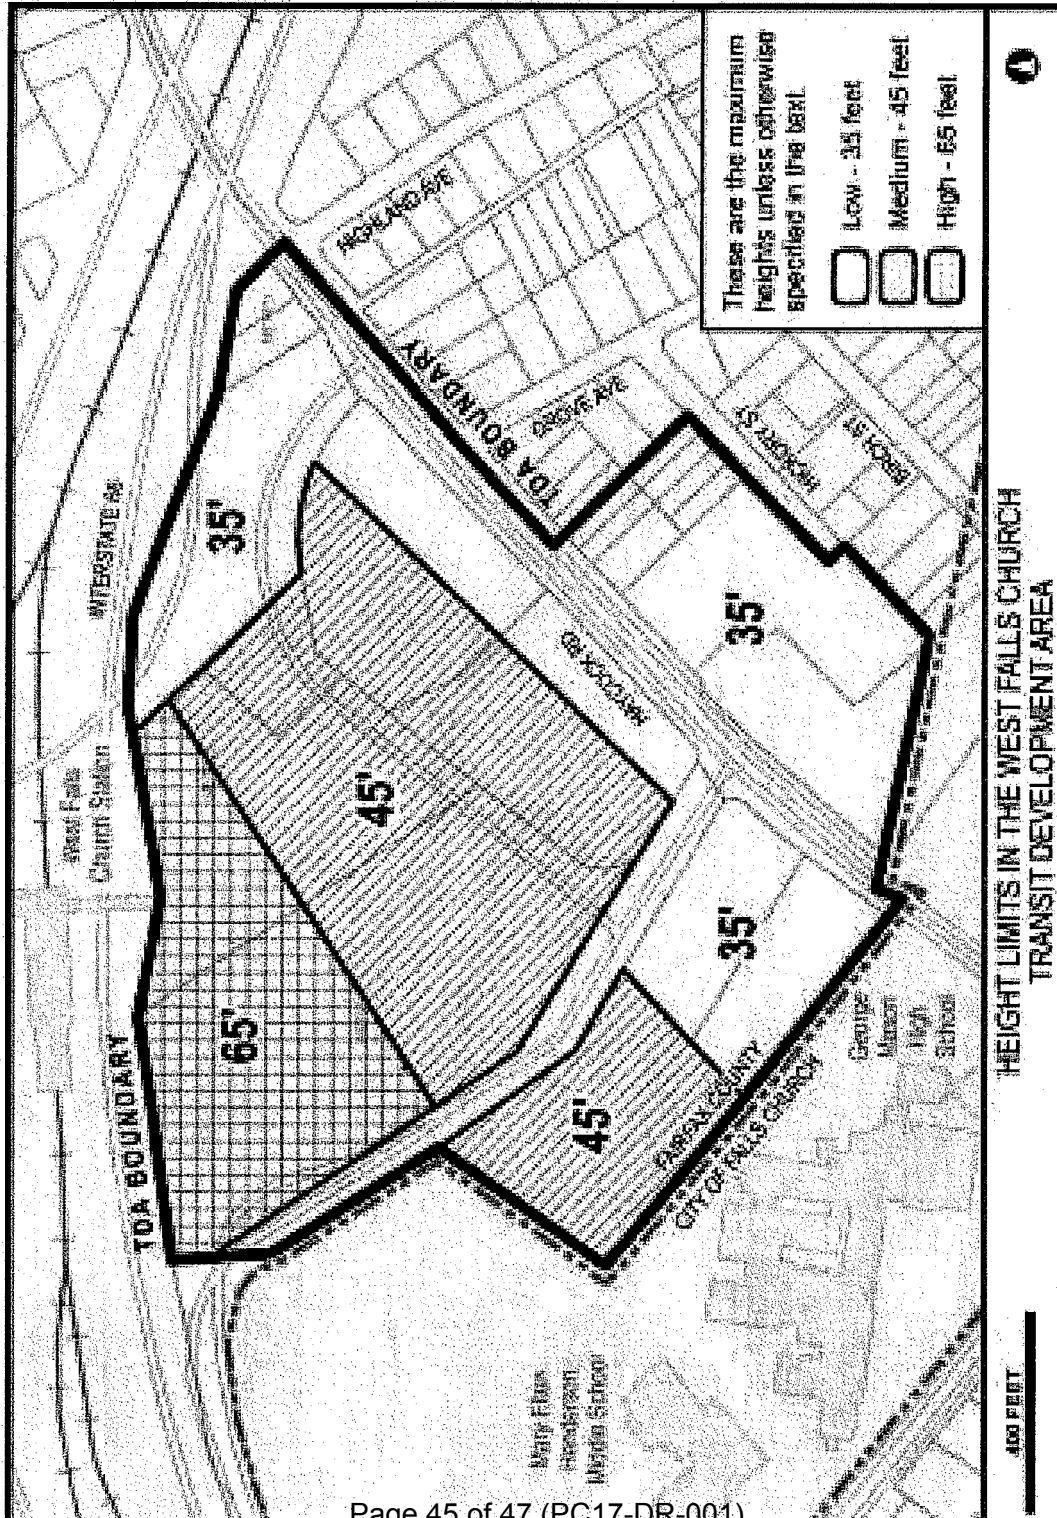 These are the maximum
heights unless otherwise
specified in the text.
Low - 35 feet
Medium - 45 feet
High - 65 feet
HIGHLAND AVE
TDA BOUNDARY
GROVE AVE
HICKORY ST
BIRCH ST
INTERSTATE 66
35'
HAYCOCK RD
35'
West Falls
Church Station
45'
65'
35'
45'
TDA BOUNDARY
FAIRFAX COUNTY
CITY OF FALLS CHURCH
George
Mason
High
School
Mary Ellen
Henderson
Middle School
HEIGHT LIMITS IN THE WEST FALLS CHURCH
TRANSIT DEVELOPMENT AREA
400 FEET
Page 45 of 47 (PC17-DR-001)